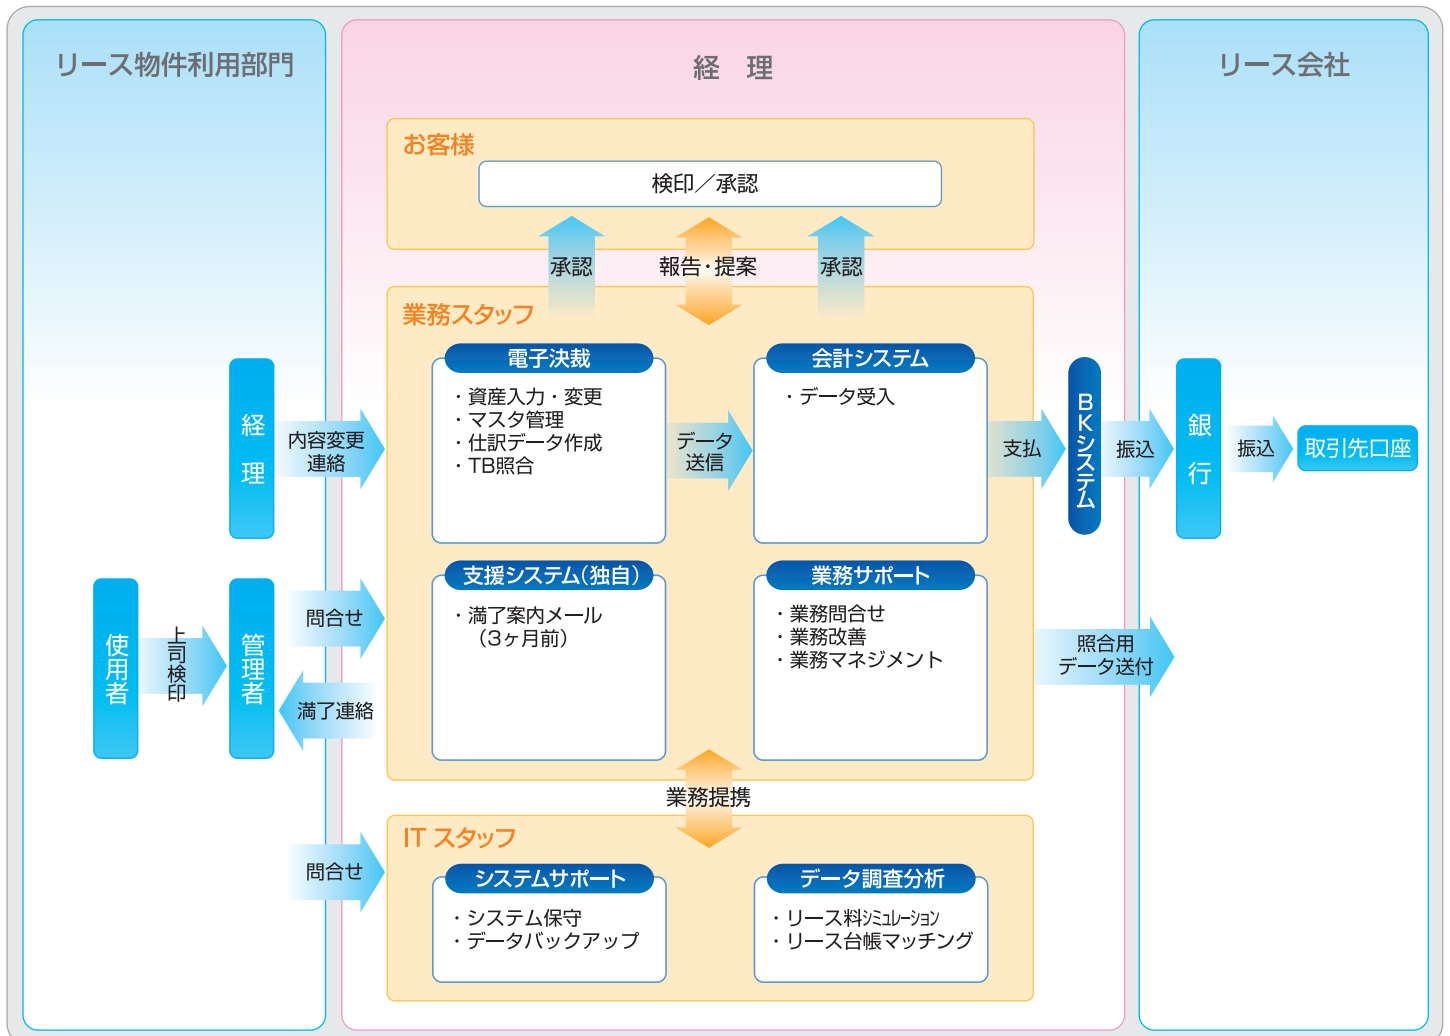 リース物件利用部門
経　理
リース会社
お客様
検印／承認
承認
報告・提案
承認
業務スタッフ
電子決裁
・資産入力・変更
・マスタ管理
・仕訳データ作成
・TB照合
会計システム
・データ受入
経　理
内容変更
連絡
データ
送信
支払
BKシステム
振込
銀　行
振込
取引先口座
支援システム（独自）
・満了案内メール
（3ヶ月前）
業務サポート
・業務問合せ
・業務改善
・業務マネジメント
使用者
上司検印
管理者
問合せ
満了連絡
照合用
データ送付
業務提携
IT スタッフ
問合せ
システムサポート
・システム保守
・データバックアップ
データ調査分析
・リース料ｼﾐｭﾚｰｼｮﾝ
・リース台帳マッチング